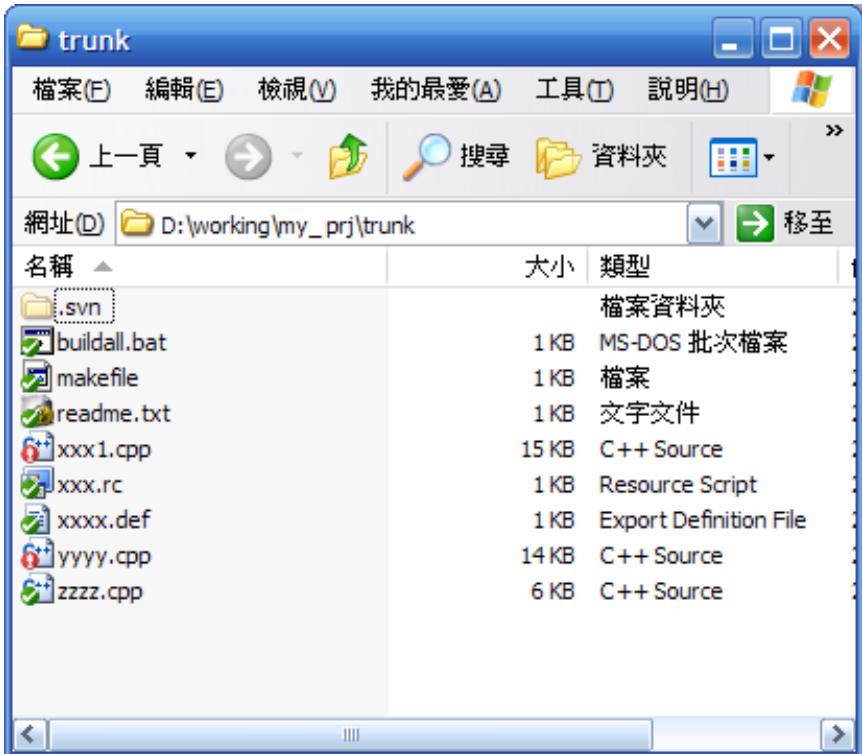 trunk
檔案(F) 編輯(E) 檢視(V) 我的最愛(A) 工具(T) 說明(H)
上一頁 搜尋 資料夾 »
網址(D) D:\working\my_prj\trunk 移至
名稱 大小 類型
.svn 檔案資料夾
buildall.bat 1 KB MS-DOS 批次檔案
makefile 1 KB 檔案
readme.txt 1 KB 文字文件
xxx1.cpp 15 KB C++ Source
xxx.rc 1 KB Resource Script
xxxx.def 1 KB Export Definition File
yyyy.cpp 14 KB C++ Source
zzzz.cpp 6 KB C++ Source